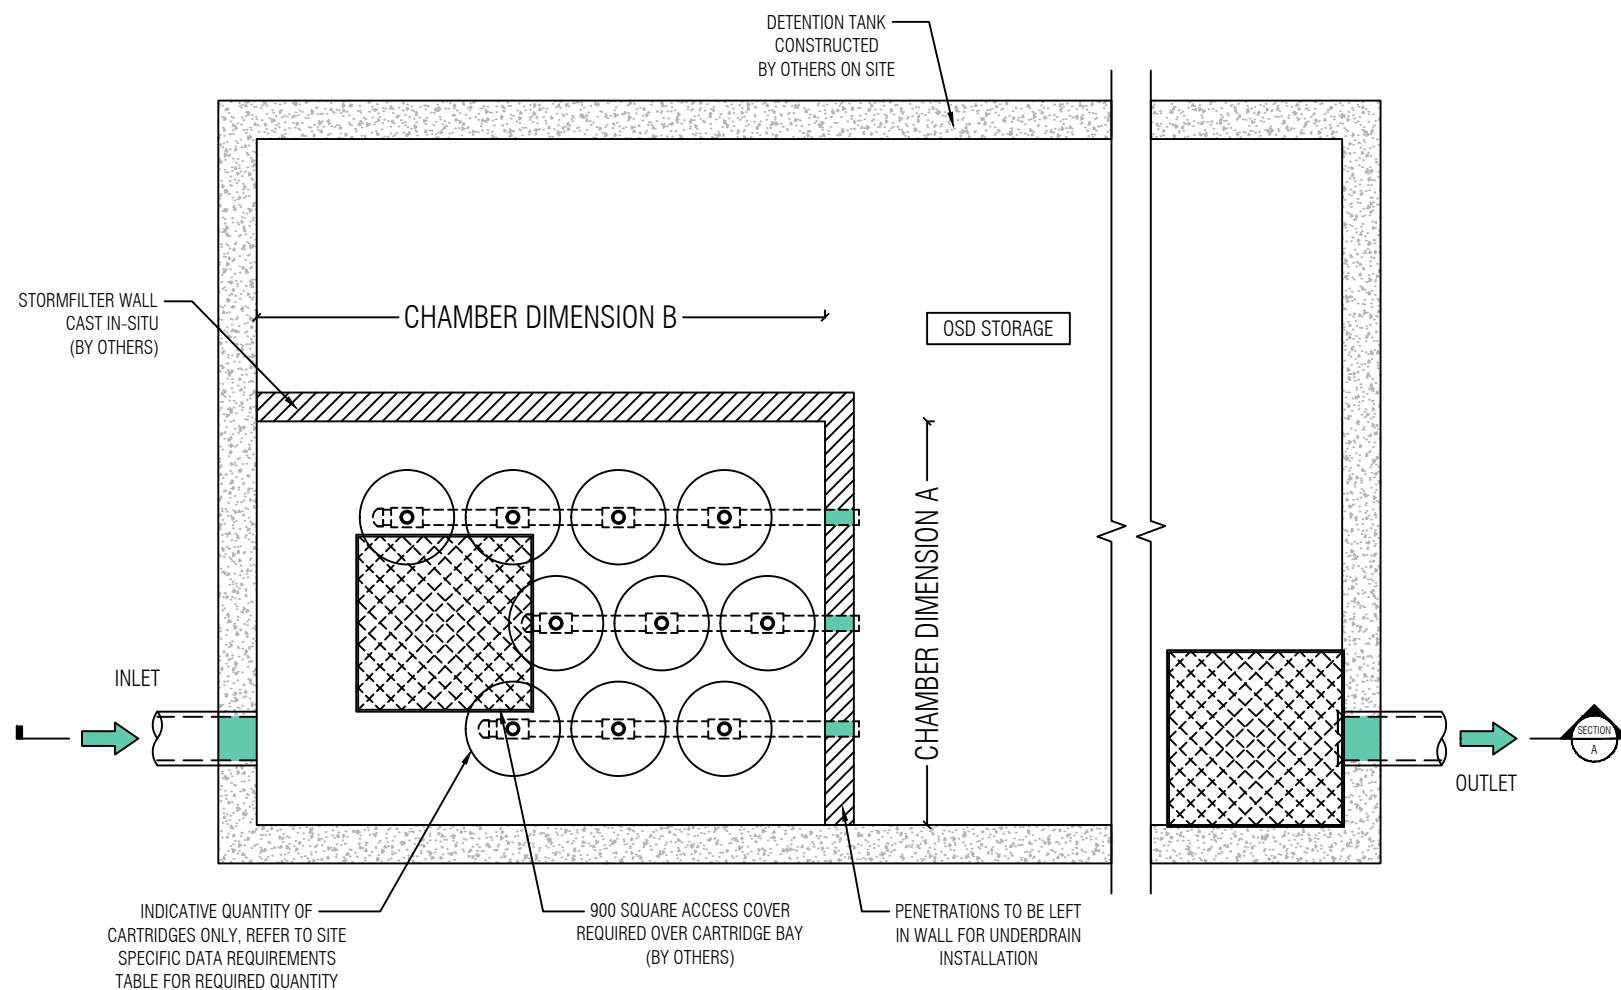 DETENTION TANK
CONSTRUCTED
BY OTHERS ON SITE
STORMFILTER WALL
CAST IN-SITU
(BY OTHERS)
CHAMBER DIMENSION B
OSD STORAGE
CHAMBER DIMENSION A
INLET
OUTLET
SECTION
A
INDICATIVE QUANTITY OF
CARTRIDGES ONLY, REFER TO SITE
SPECIFIC DATA REQUIREMENTS
TABLE FOR REQUIRED QUANTITY
900 SQUARE ACCESS COVER
REQUIRED OVER CARTRIDGE BAY
(BY OTHERS)
PENETRATIONS TO BE LEFT
IN WALL FOR UNDERDRAIN
INSTALLATION